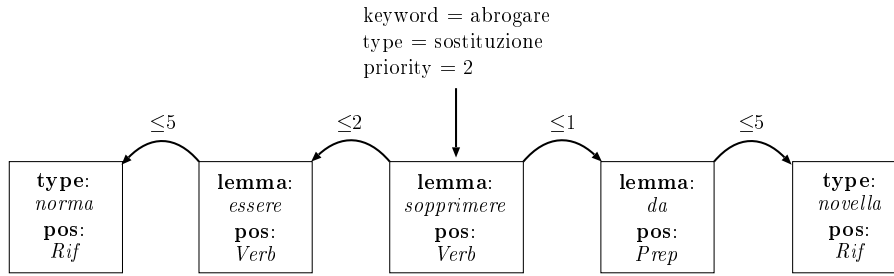 keyword = abrogare
type = sostituzione
priority = 2
≤5
≤2
≤1
≤5
type:
norma
pos:
Rif
lemma:
essere
pos:
Verb
lemma:
sopprimere
pos:
Verb
lemma:
da
pos:
Prep
type:
novella
pos:
Rif